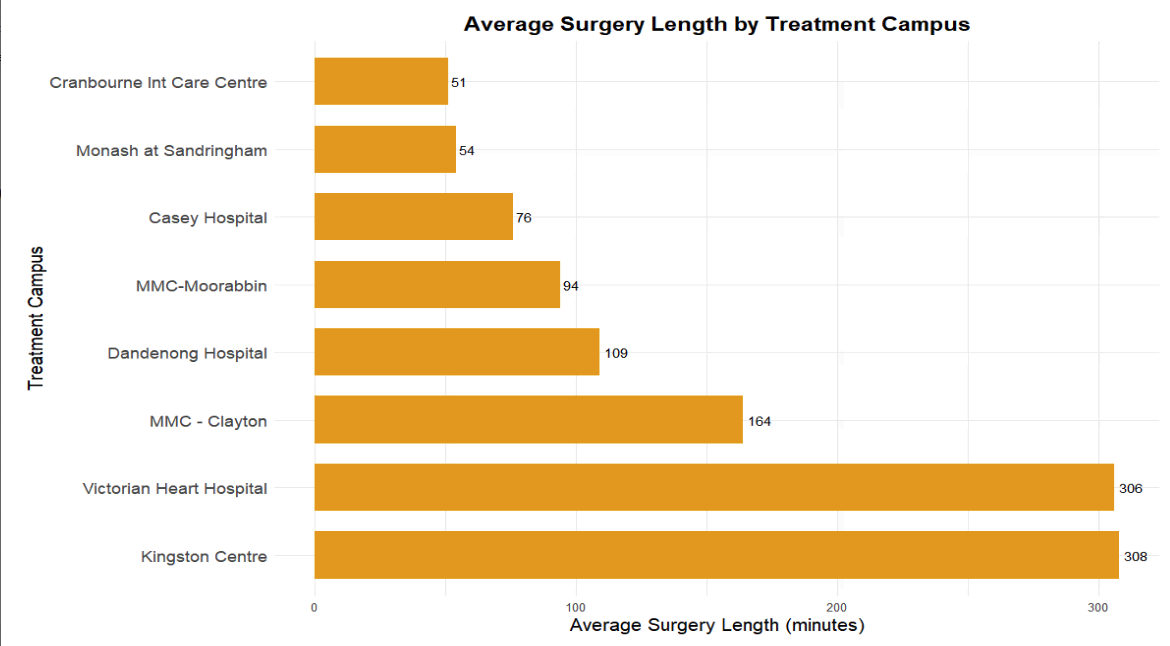 Average Surgery Length by Treatment Campus
Treatment Campus
Cranbourne Int Care Centre 51
Monash at Sandringham 54
Casey Hospital 76
MMC-Moorabbin 94
Dandenong Hospital 109
MMC - Clayton 164
Victorian Heart Hospital 306
Kingston Centre 308
0 100 200 300
Average Surgery Length (minutes)